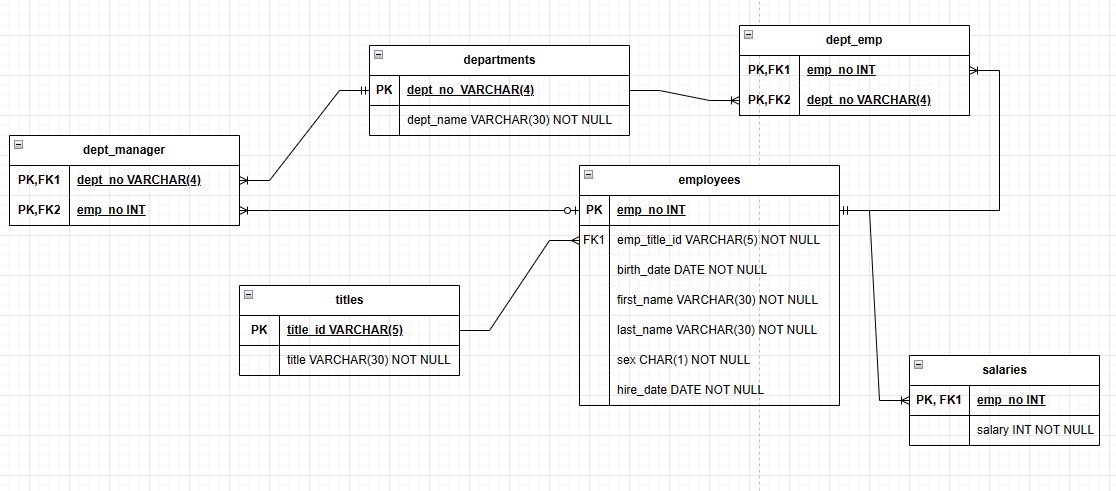 departments
PK dept_no VARCHAR(4)
dept_name VARCHAR(30) NOT NULL
dept_emp
PK,FK1 emp_no INT
PK,FK2 dept_no VARCHAR(4)
dept_manager
PK,FK1 dept_no VARCHAR(4)
PK,FK2 emp_no INT
employees
PK emp_no INT
FK1 emp_title_id VARCHAR(5) NOT NULL
birth_date DATE NOT NULL
first_name VARCHAR(30) NOT NULL
last_name VARCHAR(30) NOT NULL
sex CHAR(1) NOT NULL
hire_date DATE NOT NULL
titles
PK title_id VARCHAR(5)
title VARCHAR(30) NOT NULL
salaries
PK, FK1 emp_no INT
salary INT NOT NULL